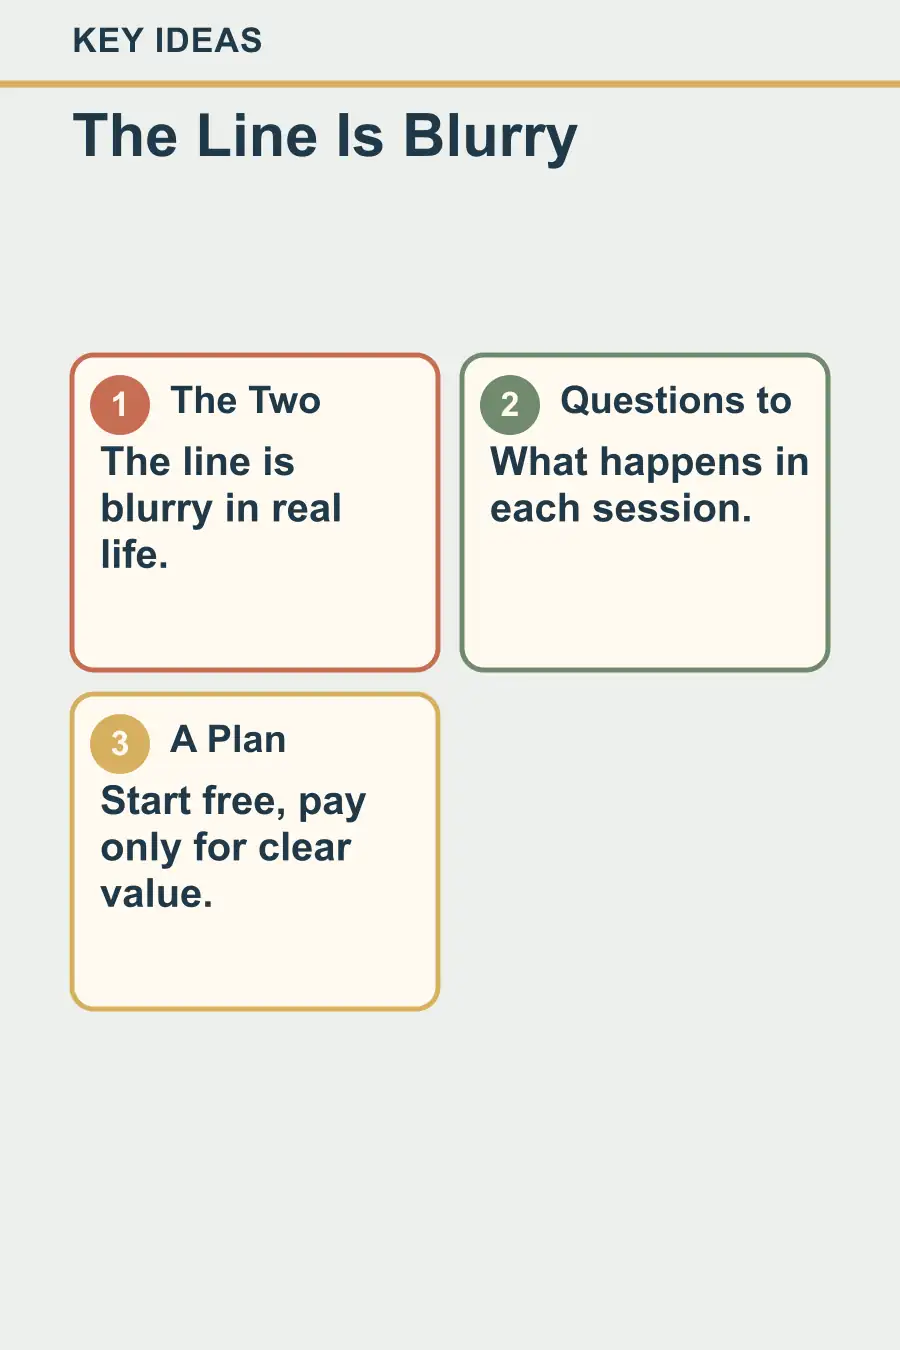 KEY IDEAS
The Line Is Blurry
1 The Two
The line is
blurry in real
life.
2 Questions to
What happens in
each session.
3 A Plan
Start free, pay
only for clear
value.